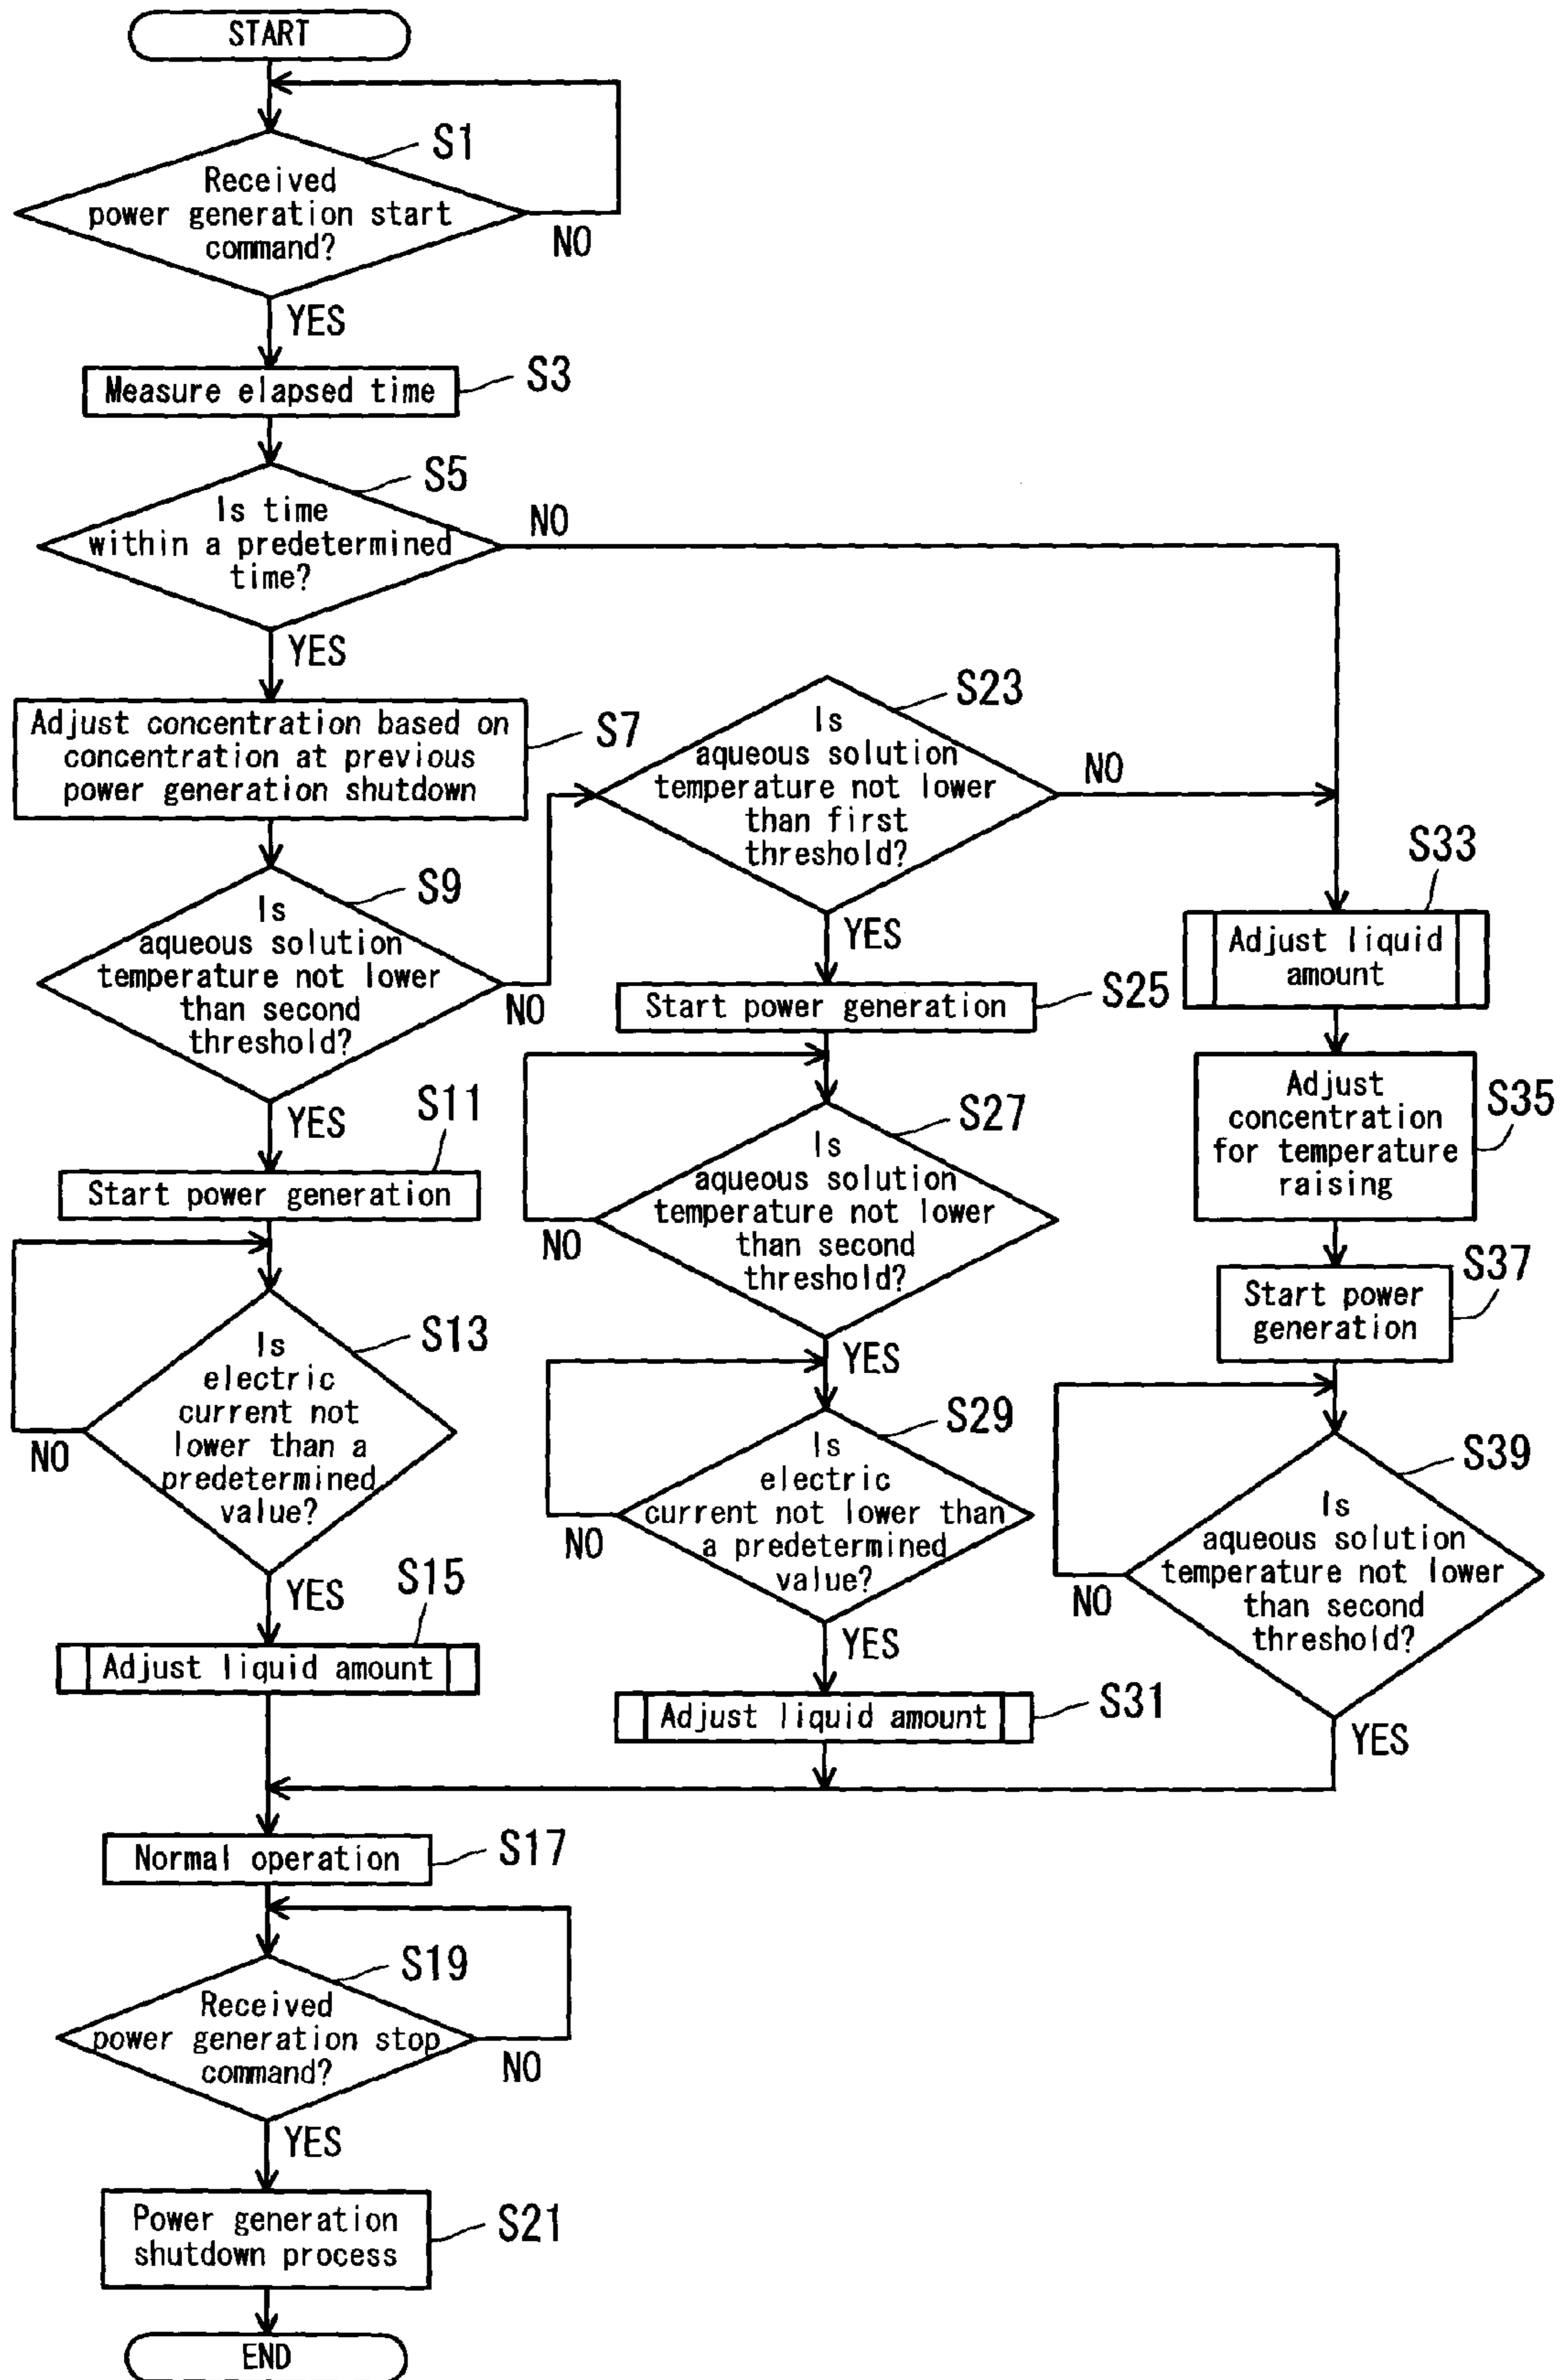 START
S1
Received
power generation start
command?
NO
YES
Measure elapsed time
S3
S5
Is time
within a predetermined
time?
NO
YES
Adjust concentration based on
concentration at previous
power generation shutdown
S7
S9
Is
aqueous solution
temperature not lower
than second
threshold?
NO
YES
S11
Start power generation
S13
Is
electric
current not
lower than a
predetermined
value?
NO
YES
S15
Adjust liquid amount
S23
Is
aqueous solution
temperature not lower
than first
threshold?
NO
YES
Start power generation
S25
S27
Is
aqueous solution
temperature not lower
than second
threshold?
NO
YES
S29
Is
electric
current not lower than
a predetermined
value?
NO
YES
Adjust liquid amount
S31
S33
Adjust liquid
amount
Adjust
concentration
for temperature
raising
S35
S37
Start power
generation
S39
Is
aqueous solution
temperature not lower
than second
threshold?
NO
YES
Normal operation
S17
S19
Received
power generation stop
command?
NO
YES
Power generation
shutdown process
S21
END